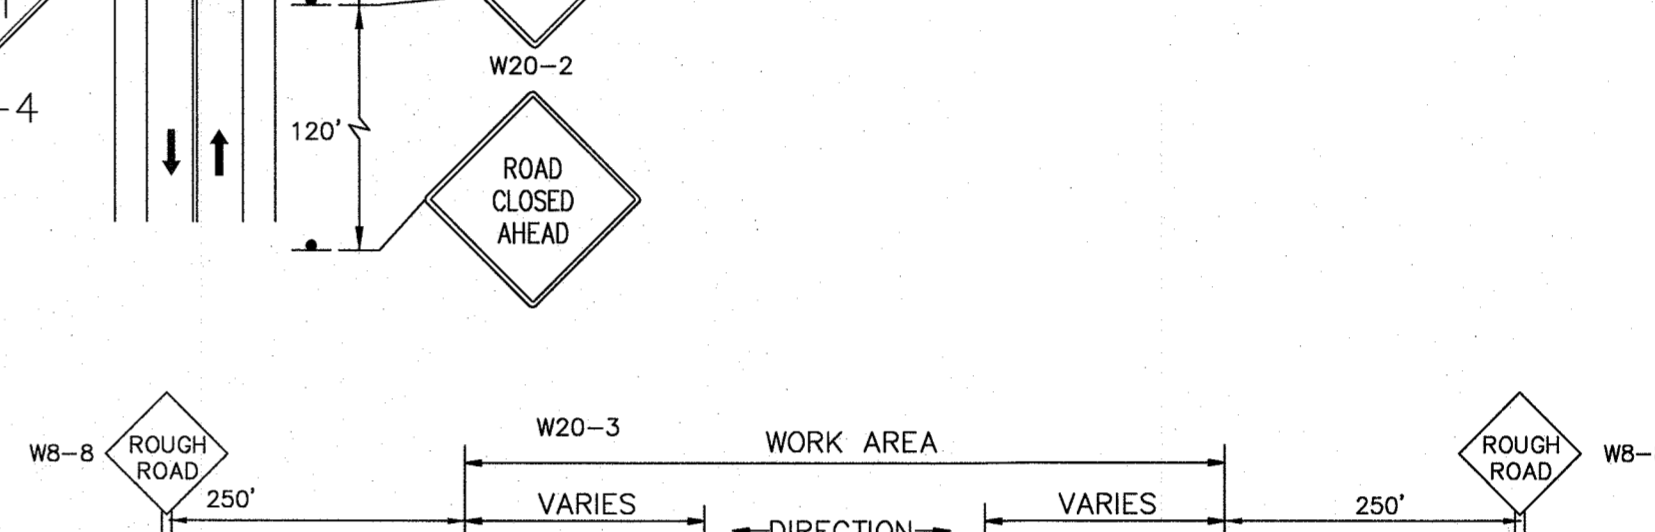 W20-2
-4
120'
ROAD
CLOSED
AHEAD
W20-3
WORK AREA
W8-8
ROUGH
ROAD
250'
VARIES
DIRECTION
VARIES
250'
ROUGH
ROAD
W8-